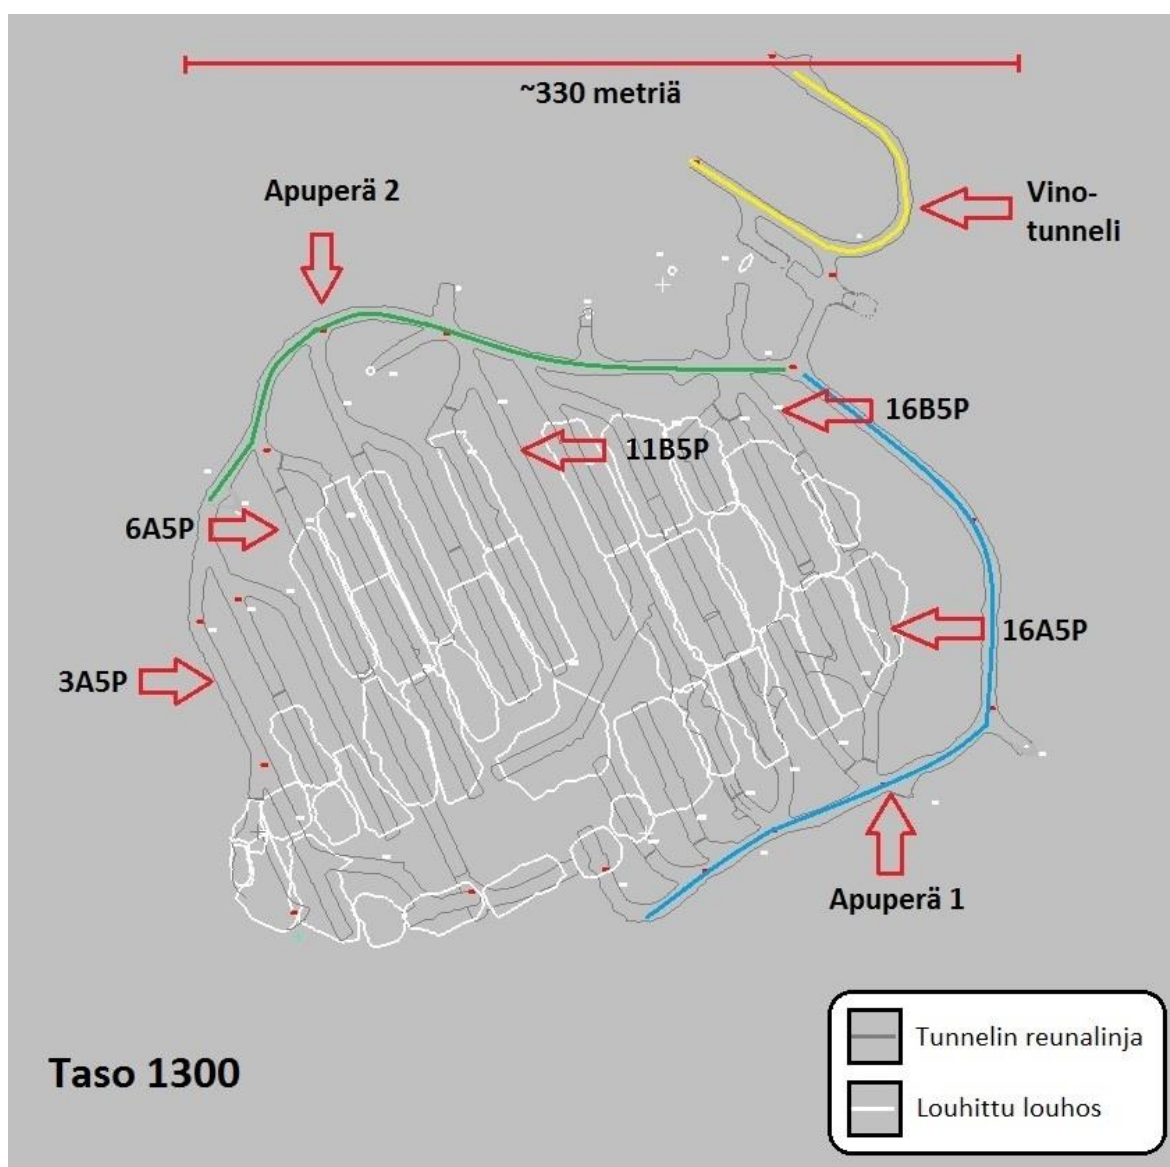 ~330 metriä
Apuperä 2
Vino-
tunneli
16B5P
11B5P
6A5P
16A5P
3A5P
Apuperä 1
Taso 1300
Tunnelin reunalinja
Louhittu louhos